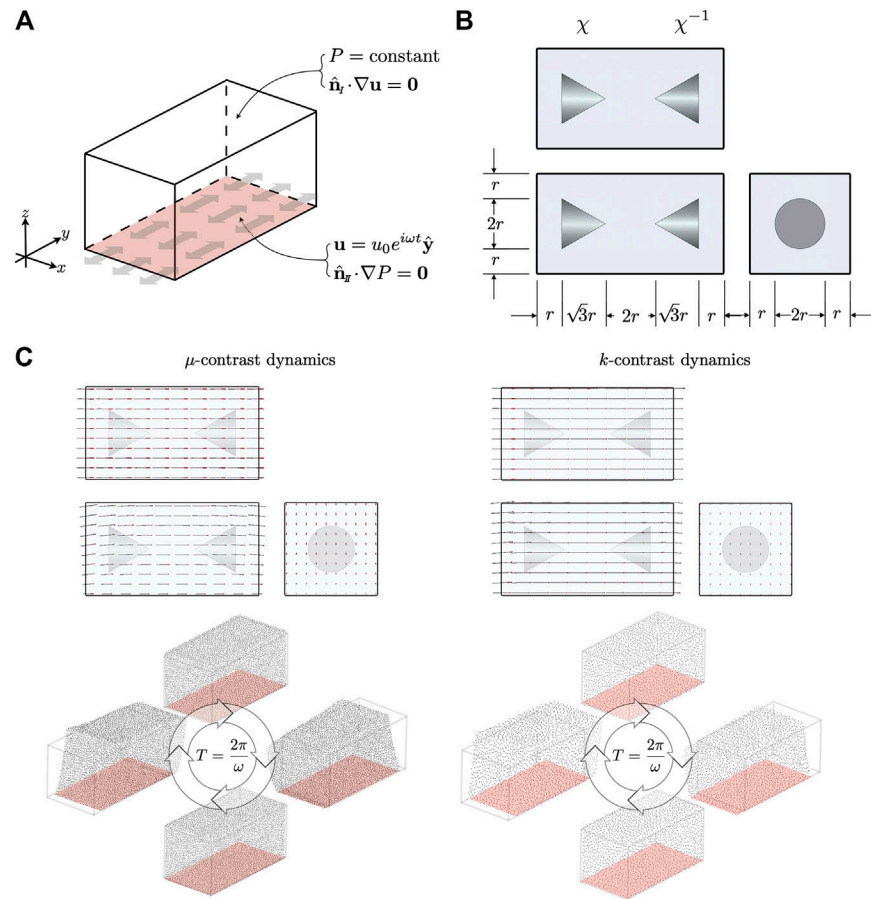 A
P = constant
n̂_I · ∇u = 0
z
y
x
u = u₀e^{iωt}ŷ
n̂_II · ∇P = 0
B
χ χ⁻¹
r
2r
r
r √3r 2r √3r r r 2r r
C
μ-contrast dynamics k-contrast dynamics
T = 2π/ω T = 2π/ω